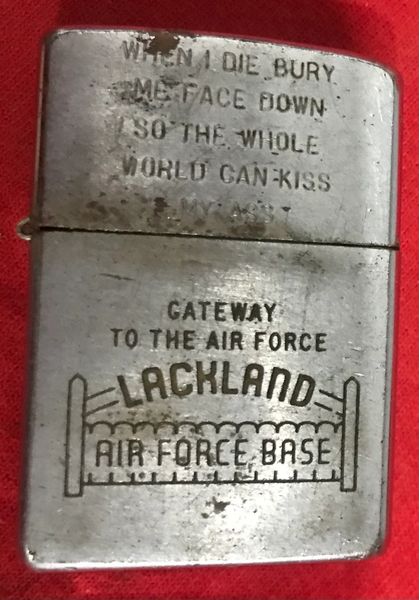 WHEN I DIE BURY
ME FACE DOWN
SO THE WHOLE
WORLD CAN KISS
MY ASS
GATEWAY
TO THE AIR FORCE
LACKLAND
AIR FORCE BASE